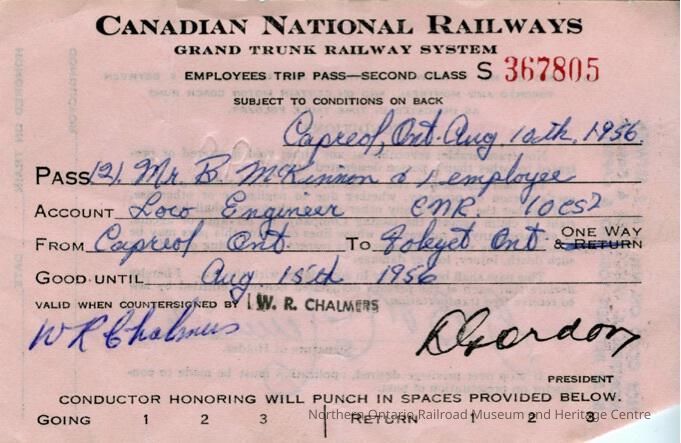 CANADIAN NATIONAL RAILWAYS
GRAND TRUNK RAILWAY SYSTEM
EMPLOYEES TRIP PASS—SECOND CLASS S 367805
SUBJECT TO CONDITIONS ON BACK
Capreol, Ont. Aug. 10th, 1956
PASS (2). Mr. B. McKinnon & 1 employee
ACCOUNT Loco Engineer CNR.
FROM Capreol Ont. TO Foleyet Ont. ONE WAY
& RETURN
GOOD UNTIL Aug. 15th 1956
VALID WHEN COUNTERSIGNED BY W. R. CHALMERS
W R Chalmers DGordon
PRESIDENT
CONDUCTOR HONORING WILL PUNCH IN SPACES PROVIDED BELOW.
Northern Ontario Railroad Museum and Heritage Centre
GOING 1 2 3 RETURN 1 2 3